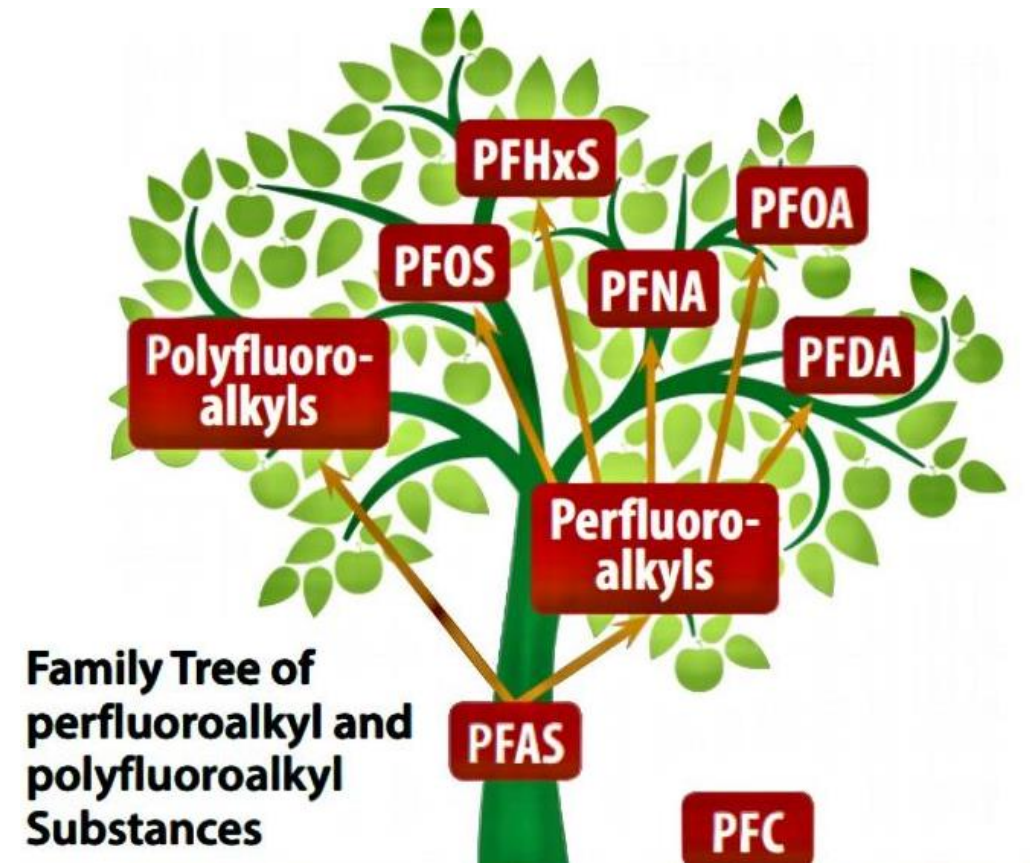 PFHxS
PFOA
PFOS
PFNA
PFDA
Polyfluoro-
alkyls
Perfluoro-
alkyls
Family Tree of
perfluoroalkyl and
polyfluoroalkyl
Substances
PFAS
PFC